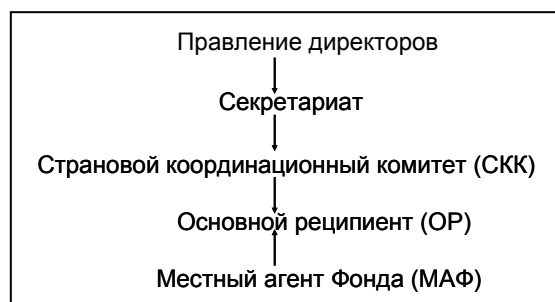 Правление директоров
Секретариат
Страновой координационный комитет (СКК)
Основной реципиент (ОР)
Местный агент Фонда (МАФ)